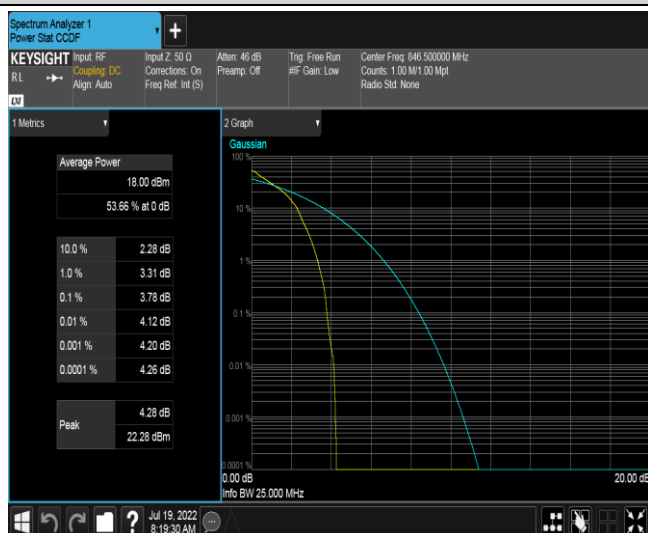 Spectrum Analyzer 1
Power Stat CCDF
+
KEYSIGHT
RL
LXI
Input: RF
Coupling: DC
Align: Auto
Input Z: 50 Ω
Corrections: On
Freq Ref: Int (S)
Atten: 46 dB
Preamp: Off
Trig: Free Run
#IF Gain: Low
Center Freq: 846.500000 MHz
Counts: 1.00 M/1.00 Mpt
Radio Std: None
1 Metrics
Average Power
18.00 dBm
53.66 % at 0 dB
10.0 % 2.28 dB
1.0 % 3.31 dB
0.1 % 3.78 dB
0.01 % 4.12 dB
0.001 % 4.20 dB
0.0001 % 4.26 dB
Peak
4.28 dB
22.28 dBm
2 Graph
Gaussian
100 %
10 %
1 %
0.1 %
0.01 %
0.001 %
0.0001 %
0.00 dB 20.00 dB
Info BW 25.000 MHz
?
Jul 19, 2022
8:19:30 AM